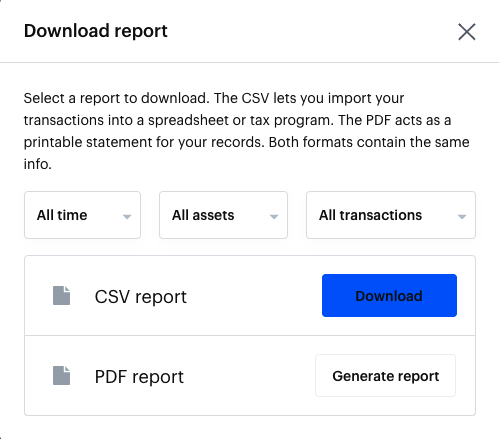 Download report
Select a report to download. The CSV lets you import your
transactions into a spreadsheet or tax program. The PDF acts as a
printable statement for your records. Both formats contain the same
info.
All time
All assets
All transactions
CSV report
Download
PDF report
Generate report